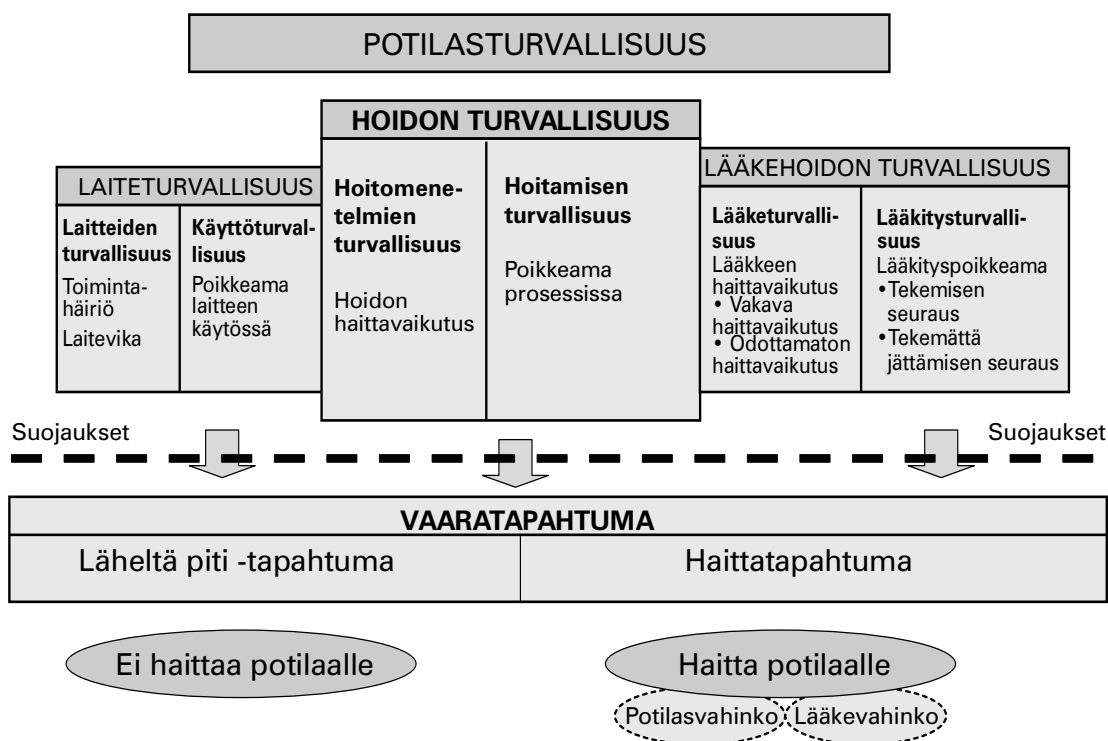 POTILASTURVALLISUUS
HOIDON TURVALLISUUS
LAITETURVALLISUUS
LÄÄKEHOIDON TURVALLISUUS
Laitteiden
turvallisuus
Toiminta-
häiriö
Laitevika
Käyttöturval-
lisuus
Poikkeama
laitteen
käytössä
Hoitomene-
telmien
turvallisuus
Hoidon
haittavaikutus
Hoitamisen
turvallisuus
Poikkeama
prosessissa
Lääketurvalli-
suus
Lääkkeen
haittavaikutus
• Vakava
haittavaikutus
• Odottamaton
haittavaikutus
Lääkitysturvalli-
suus
Lääkityspoikkeama
•Tekemisen
seuraus
•Tekemättä
jättämisen seuraus
Suojaukset
Suojaukset
VAARATAPAHTUMA
Läheltä piti -tapahtuma
Haittatapahtuma
Ei haittaa potilaalle
Haitta potilaalle
Potilasvahinko
Lääkevahinko